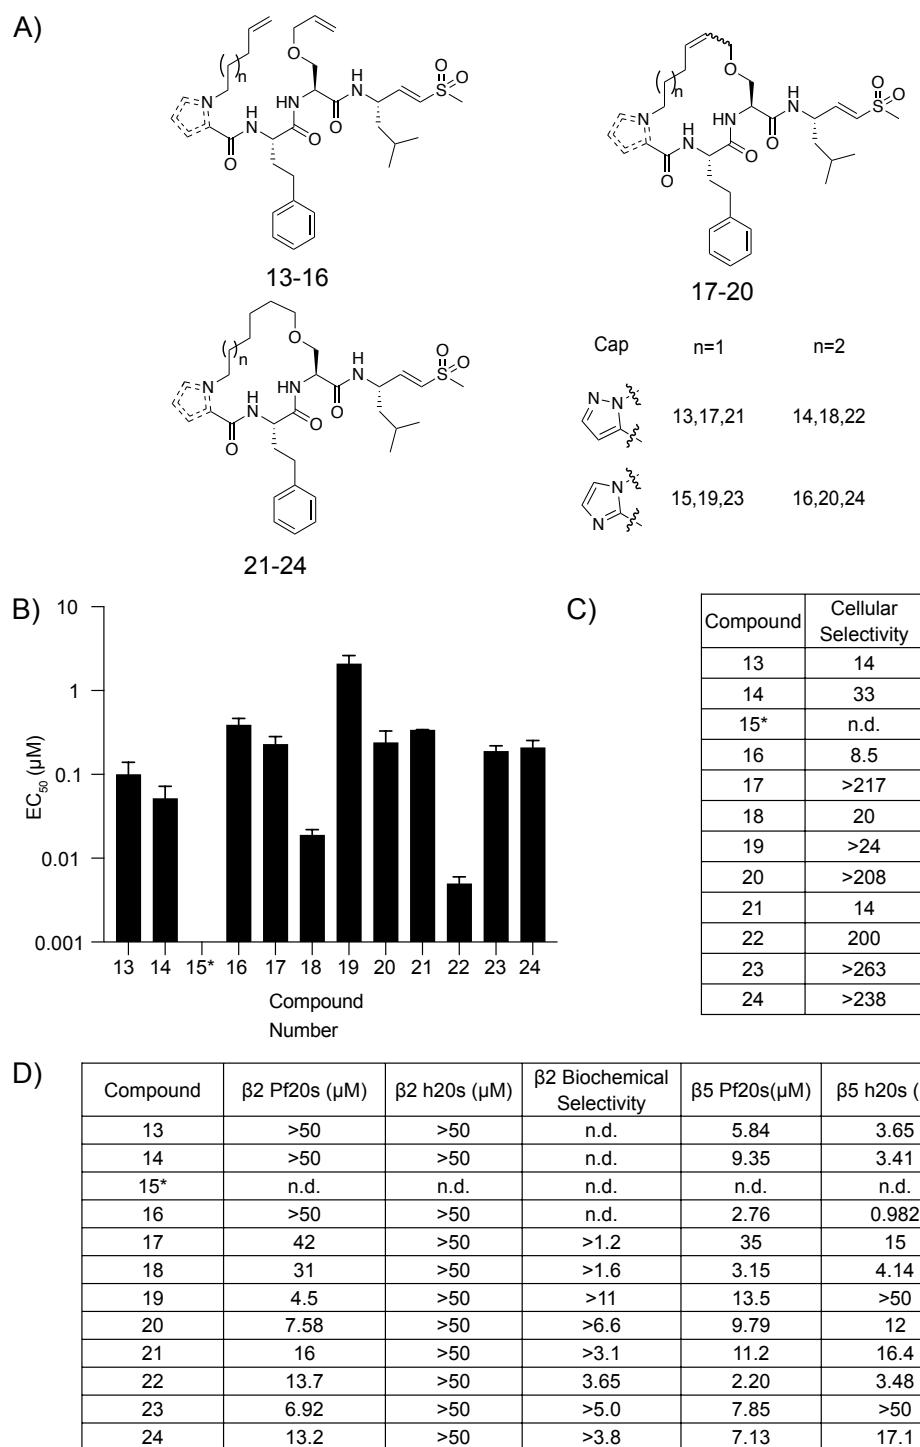 A)
n
N
H
N
O
O
HN
O
O
H
N
S
O
O
13-16
n
N
H
N
O
O
HN
O
O
H
N
S
O
O
17-20
n
N
H
N
O
O
HN
O
O
H
N
S
O
O
21-24
Cap n=1 n=2
N N 13,17,21 14,18,22
N N 15,19,23 16,20,24
B)
EC50 (µM)
10
1
0.1
0.01
0.001
13 14 15* 16 17 18 19 20 21 22 23 24
Compound
Number
C)
Compound Cellular
Selectivity
13 14
14 33
15* n.d.
16 8.5
17 >217
18 20
19 >24
20 >208
21 14
22 200
23 >263
24 >238
D)
Compound β2 Pf20s (µM) β2 h20s (µM) β2 Biochemical
Selectivity β5 Pf20s(µM) β5 h20s (
13 >50 >50 n.d. 5.84 3.65
14 >50 >50 n.d. 9.35 3.41
15* n.d. n.d. n.d. n.d. n.d.
16 >50 >50 n.d. 2.76 0.982
17 42 >50 >1.2 35 15
18 31 >50 >1.6 3.15 4.14
19 4.5 >50 >11 13.5 >50
20 7.58 >50 >6.6 9.79 12
21 16 >50 >3.1 11.2 16.4
22 13.7 >50 3.65 2.20 3.48
23 6.92 >50 >5.0 7.85 >50
24 13.2 >50 >3.8 7.13 17.1